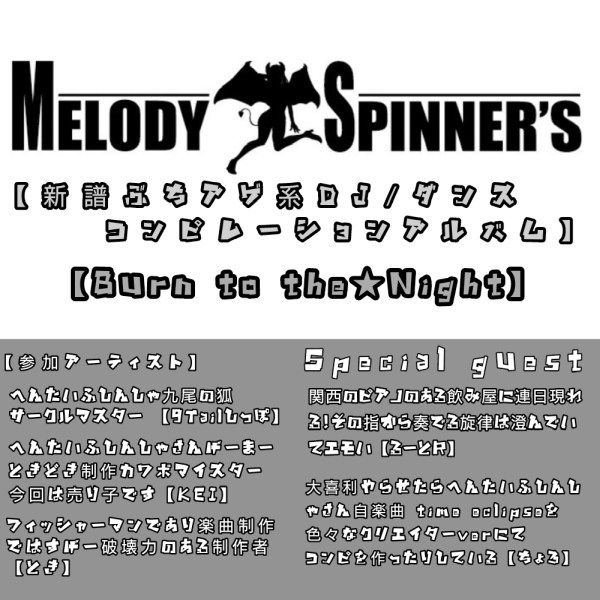 MELODY SPINNER'S
【新譜ぶちアゲ系DJ/ダンス
コンピレーションアルバム】
【Burn to the★Night】
【参加アーティスト】
へんたいふしんしゃ九尾の狐
サークルマスター 【9Tailしっぽ】
へんたいふしんしゃさんばーまー
ときどき制作カワボマイスター
今回は売り子です【KEI】
フィッシャーマンであり楽曲制作
ではすげー破壊力のある制作者
【とき】
Special guest
関西のピアノのある飲み屋に連日現れ
る!その指から奏でる旋律は澄んでい
てエモい【るーとR】
大喜利やらせたらへんたいふしんし
ゃさん自楽曲 time eclipseを
色々なクリエイターverにて
コンピを作ったりしている【ちょろ】